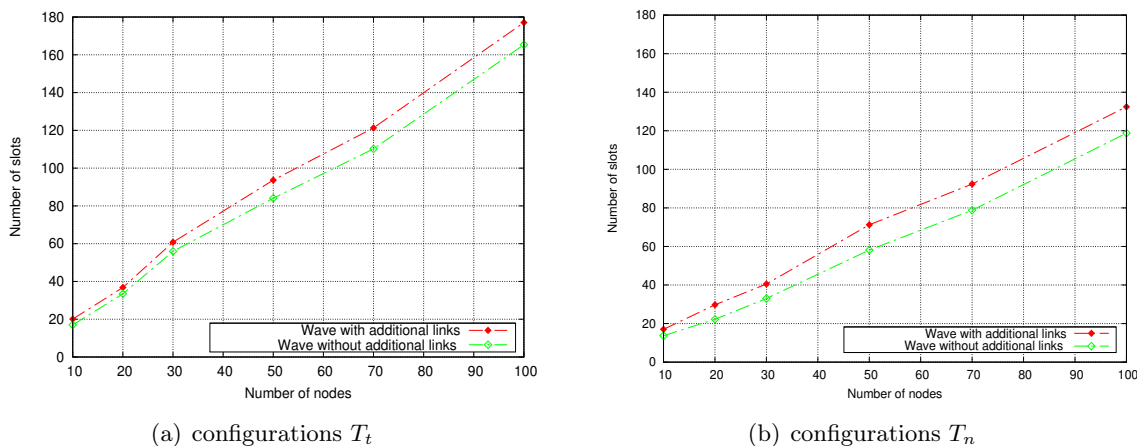 180
160
140
120
100
80
60
40
20
0
Number of slots
Wave with additional links
Wave without additional links
10 20 30 40 50 60 70 80 90 100
Number of nodes
(a) configurations T_t
180
160
140
120
100
80
60
40
20
0
Number of slots
Wave with additional links
Wave without additional links
10 20 30 40 50 60 70 80 90 100
Number of nodes
(b) configurations T_n